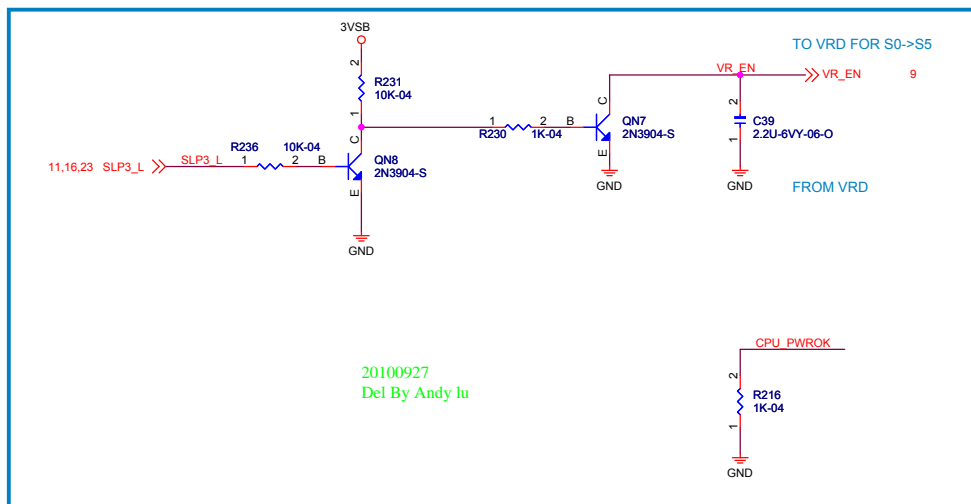 3VSB
TO VRD FOR S0->S5
2
R231
10K-04
1
VR_EN
VR_EN 9
C
2
C39
2.2U-6VY-06-O
1
1 2 B
R230 1K-04
QN7
2N3904-S
E
GND
GND
FROM VRD
R236 10K-04
11,16,23 SLP3_L
SLP3_L
1 2 B
C
QN8
2N3904-S
E
GND
CPU_PWROK
20100927
Del By Andy lu
2
R216
1K-04
1
GND